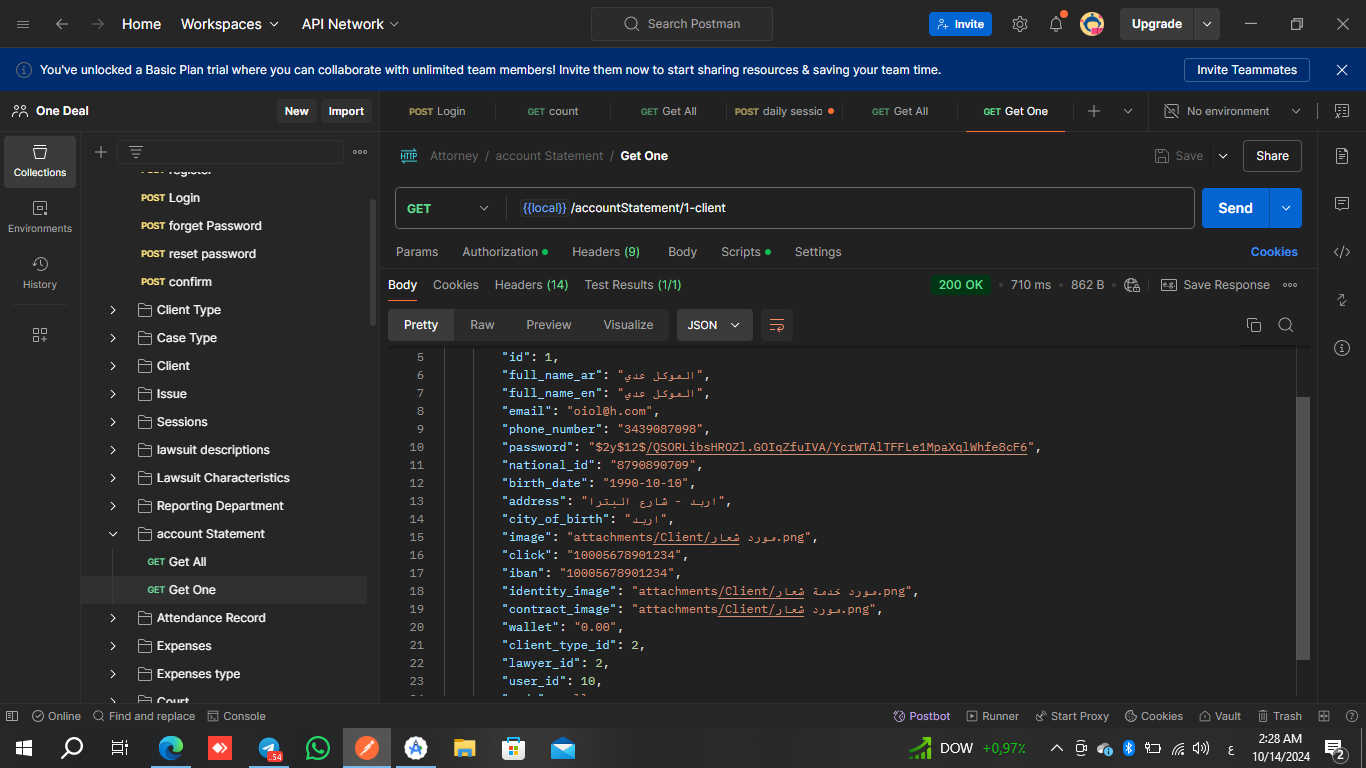 Home
Workspaces
API Network
Search Postman
Invite
Upgrade
You've unlocked a Basic Plan trial where you can collaborate with unlimited team members! Invite them now to start sharing resources & saving your team time.
Invite Teammates
One Deal
New
Import
POST Login
GET count
GET Get All
POST daily sessio
GET Get All
GET Get One
No environment
Collections
Environments
History
register
POST Login
POST forget Password
POST reset password
POST confirm
Client Type
Case Type
Client
Issue
Sessions
lawsuit descriptions
Lawsuit Characteristics
Reporting Department
account Statement
GET Get All
GET Get One
Attendance Record
Expenses
Expenses type
Court
HTTP Attorney / account Statement / Get One
Save
Share
GET
{{local}} /accountStatement/1-client
Send
Params
Authorization
Headers (9)
Body
Scripts
Settings
Cookies
Body
Cookies
Headers (14)
Test Results (1/1)
200 OK
710 ms
862 B
e.g. Save Response
Pretty
Raw
Preview
Visualize
JSON
5 "id": 1,
6 "full_name_ar": "الموكل عدي",
7 "full_name_en": "الموكل عدي",
8 "email": "oiol@h.com",
9 "phone_number": "3439087098",
10 "password": "$2y$12$/QSORLibsHROZl.GOIqZfuIVA/YcrWTAlTFFLe1MpaXqlWhfe8cF6",
11 "national_id": "8790890709",
12 "birth_date": "1990-10-10",
13 "address": "اربد - شارع البترا",
14 "city_of_birth": "اربد",
15 "image": "attachments/Client/مورد شعار.png",
16 "click": "10005678901234",
17 "iban": "10005678901234",
18 "identity_image": "attachments/Client/مورد خدمة شعار.png",
19 "contract_image": "attachments/Client/مورد شعار.png",
20 "wallet": "0.00",
21 "client_type_id": 2,
22 "lawyer_id": 2,
23 "user_id": 10,
Online
Find and replace
Console
Postbot
Runner
Start Proxy
Cookies
Vault
Trash
54
DOW +0,97%
ع
2:28 AM
10/14/2024
2